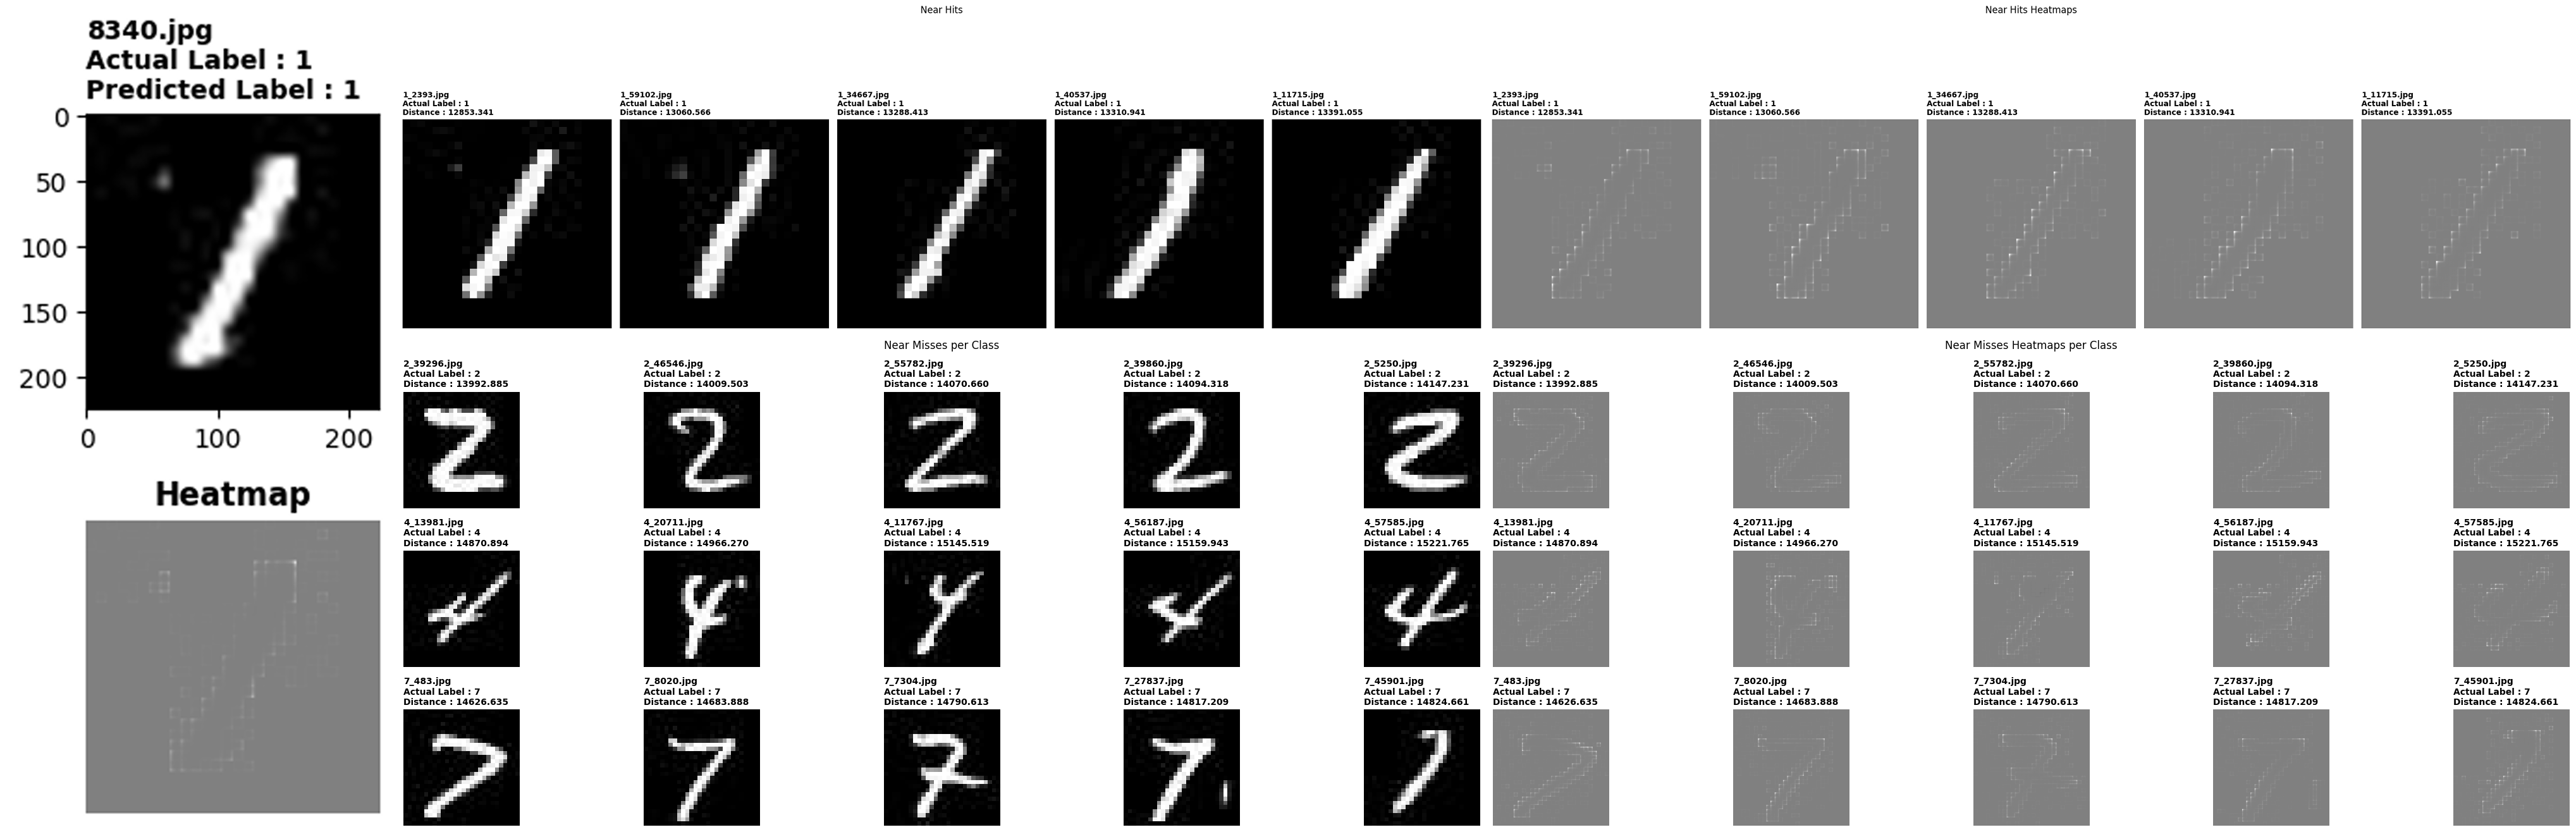 Near Hits
Near Hits Heatmaps
8340.jpg
Actual Label : 1
Predicted Label : 1
0
50
100
150
200
0 100 200
Heatmap
1_2393.jpg
Actual Label : 1
Distance : 12853.341
1_59102.jpg
Actual Label : 1
Distance : 13060.566
1_34667.jpg
Actual Label : 1
Distance : 13288.413
1_40537.jpg
Actual Label : 1
Distance : 13310.941
1_11715.jpg
Actual Label : 1
Distance : 13391.055
1_2393.jpg
Actual Label : 1
Distance : 12853.341
1_59102.jpg
Actual Label : 1
Distance : 13060.566
1_34667.jpg
Actual Label : 1
Distance : 13288.413
1_40537.jpg
Actual Label : 1
Distance : 13310.941
1_11715.jpg
Actual Label : 1
Distance : 13391.055
Near Misses per Class
Near Misses Heatmaps per Class
2_39296.jpg
Actual Label : 2
Distance : 13992.885
2_46546.jpg
Actual Label : 2
Distance : 14009.503
2_55782.jpg
Actual Label : 2
Distance : 14070.660
2_39860.jpg
Actual Label : 2
Distance : 14094.318
2_5250.jpg
Actual Label : 2
Distance : 14147.231
2_39296.jpg
Actual Label : 2
Distance : 13992.885
2_46546.jpg
Actual Label : 2
Distance : 14009.503
2_55782.jpg
Actual Label : 2
Distance : 14070.660
2_39860.jpg
Actual Label : 2
Distance : 14094.318
2_5250.jpg
Actual Label : 2
Distance : 14147.231
4_13981.jpg
Actual Label : 4
Distance : 14870.894
4_20711.jpg
Actual Label : 4
Distance : 14966.270
4_11767.jpg
Actual Label : 4
Distance : 15145.519
4_56187.jpg
Actual Label : 4
Distance : 15159.943
4_57585.jpg
Actual Label : 4
Distance : 15221.765
4_13981.jpg
Actual Label : 4
Distance : 14870.894
4_20711.jpg
Actual Label : 4
Distance : 14966.270
4_11767.jpg
Actual Label : 4
Distance : 15145.519
4_56187.jpg
Actual Label : 4
Distance : 15159.943
4_57585.jpg
Actual Label : 4
Distance : 15221.765
7_483.jpg
Actual Label : 7
Distance : 14626.635
7_8020.jpg
Actual Label : 7
Distance : 14683.888
7_7304.jpg
Actual Label : 7
Distance : 14790.613
7_27837.jpg
Actual Label : 7
Distance : 14817.209
7_45901.jpg
Actual Label : 7
Distance : 14824.661
7_483.jpg
Actual Label : 7
Distance : 14626.635
7_8020.jpg
Actual Label : 7
Distance : 14683.888
7_7304.jpg
Actual Label : 7
Distance : 14790.613
7_27837.jpg
Actual Label : 7
Distance : 14817.209
7_45901.jpg
Actual Label : 7
Distance : 14824.661